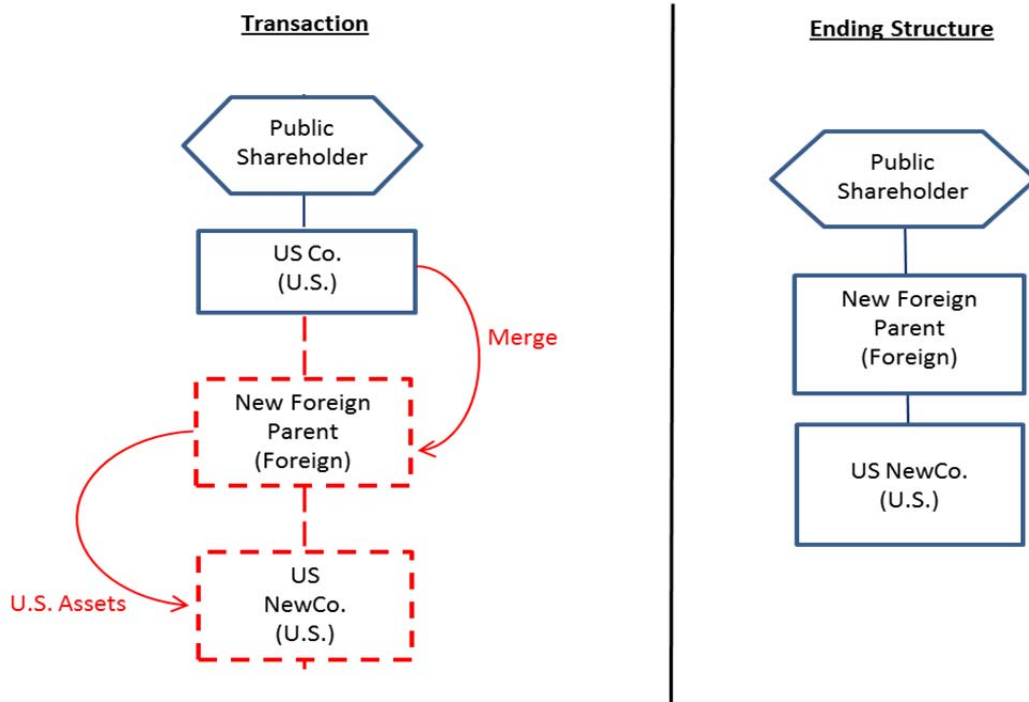 Transaction
Public
Shareholder
US Co.
(U.S.)
Merge
New Foreign
Parent
(Foreign)
U.S. Assets
US
NewCo.
(U.S.)
Ending Structure
Public
Shareholder
New Foreign
Parent
(Foreign)
US NewCo.
(U.S.)